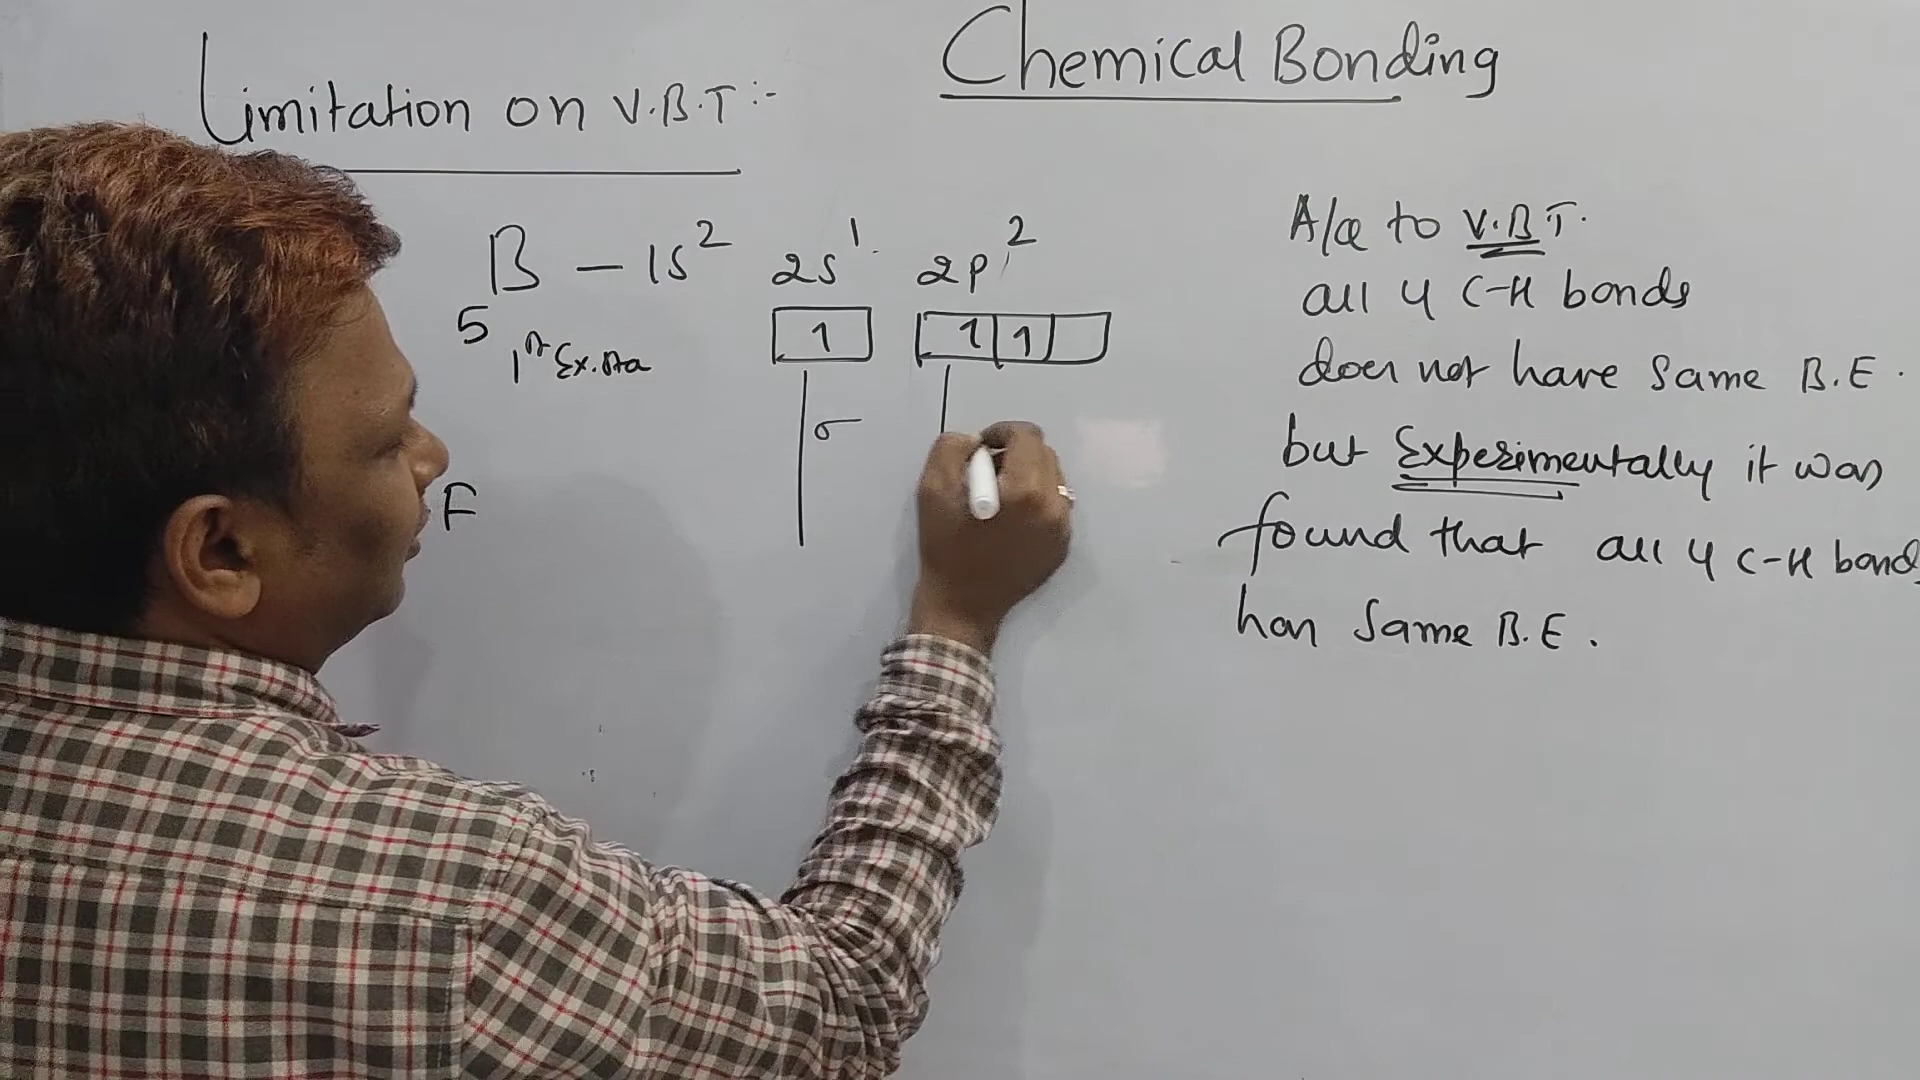 Chemical Bonding
Limitation on V.B.T :-
B - 1s² 2s¹ 2p²
5
1 1 1
1st Ex. Sta
σ
F
A/c to V.B.T.
all 4 C-H bonds
does not have same B.E.
but Experimentally it was
found that all 4 C-H bond
has Same B.E.